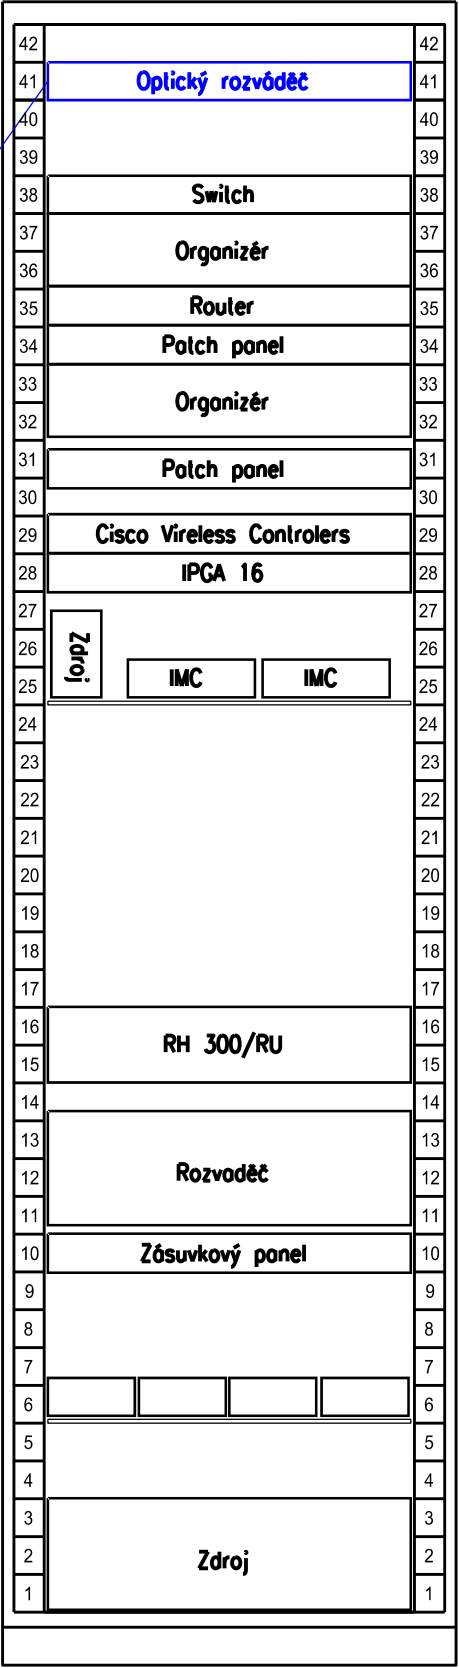 42 42
41 Optický rozváděč 41
40 40
39 39
38 Switch 38
37 37
Organizér
36 36
35 Router 35
34 Patch panel 34
33 33
Organizér
32 32
31 Patch panel 31
30 30
29 Cisco Vireless Controlers 29
28 IPGA 16 28
27 27
26 Zdroj 26
25 IMC IMC 25
24 24
23 23
22 22
21 21
20 20
19 19
18 18
17 17
16 16
RH 300/RU
15 15
14 14
13 13
12 Rozvaděč 12
11 11
10 Zásuvkový panel 10
9 9
8 8
7 7
6 6
5 5
4 4
3 3
2 Zdroj 2
1 1